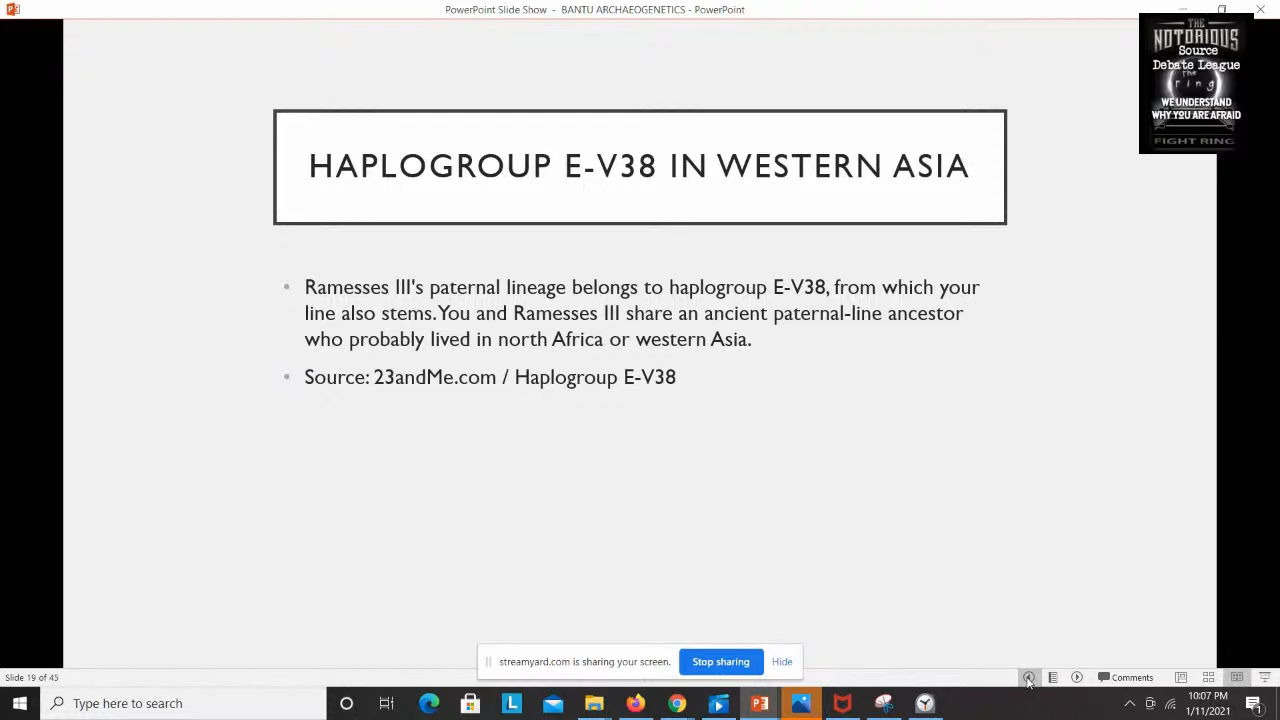 PowerPoint Slide Show - BANTU ARCHAEOGENETICS - PowerPoint
THE
NOTORIOUS
Source
Debate League
the
ring
WE UNDERSTAND
WHY YOU ARE AFRAID
FIGHT RING
HAPLOGROUP E-V38 IN WESTERN ASIA
• Ramesses III's paternal lineage belongs to haplogroup E-V38, from which your
line also stems. You and Ramesses III share an ancient paternal-line ancestor
who probably lived in north Africa or western Asia.
• Source: 23andMe.com / Haplogroup E-V38
streamyard.com is sharing your screen. Stop sharing Hide
Slide 19 of 45 Comments
Type here to search
10:07 PM
1/11/2021
1